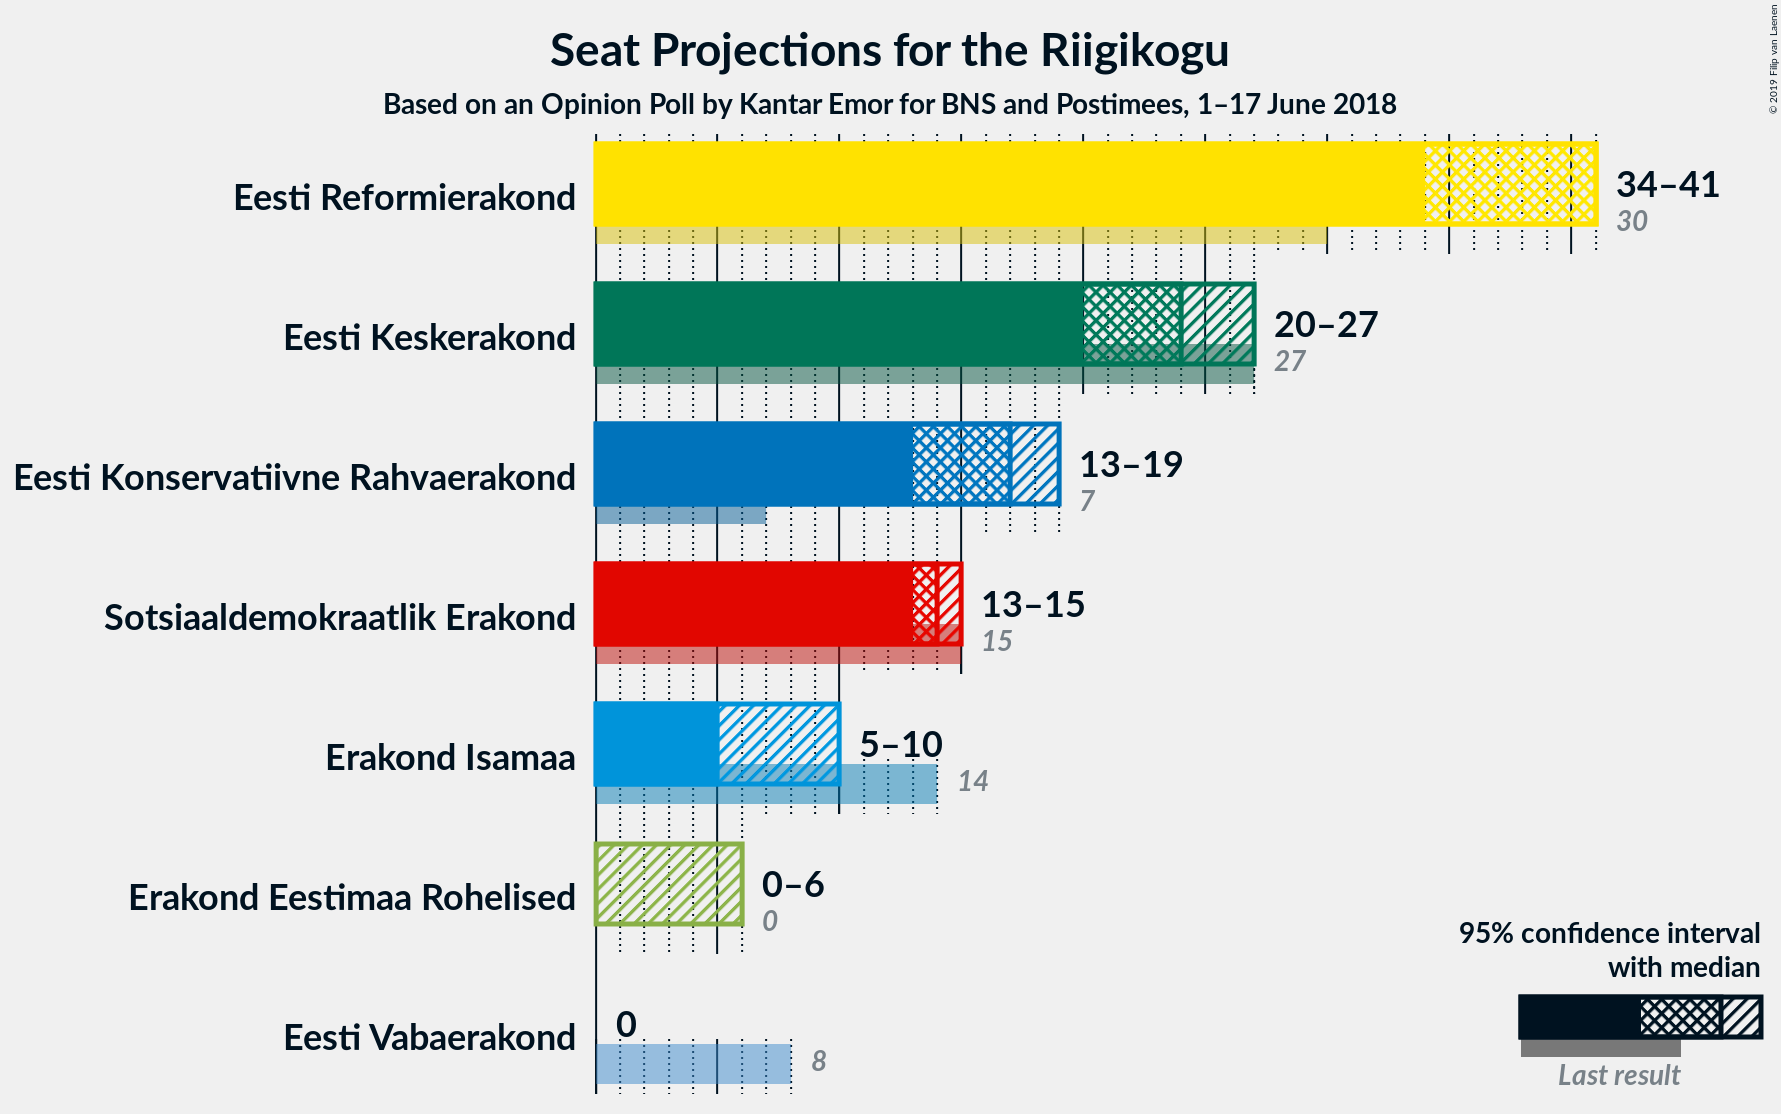 Seat Projections for the Riigikogu
Based on an Opinion Poll by Kantar Emor for BNS and Postimees, 1–17 June 2018
© 2019 Filip van Laenen
Eesti Reformierakond
34–41
30
Eesti Keskerakond
20–27
27
Eesti Konservatiivne Rahvaerakond
13–19
7
Sotsiaaldemokraatlik Erakond
13–15
15
Erakond Isamaa
5–10
14
Erakond Eestimaa Rohelised
0–6
0
Eesti Vabaerakond
0
8
95% confidence interval
with median
Last result